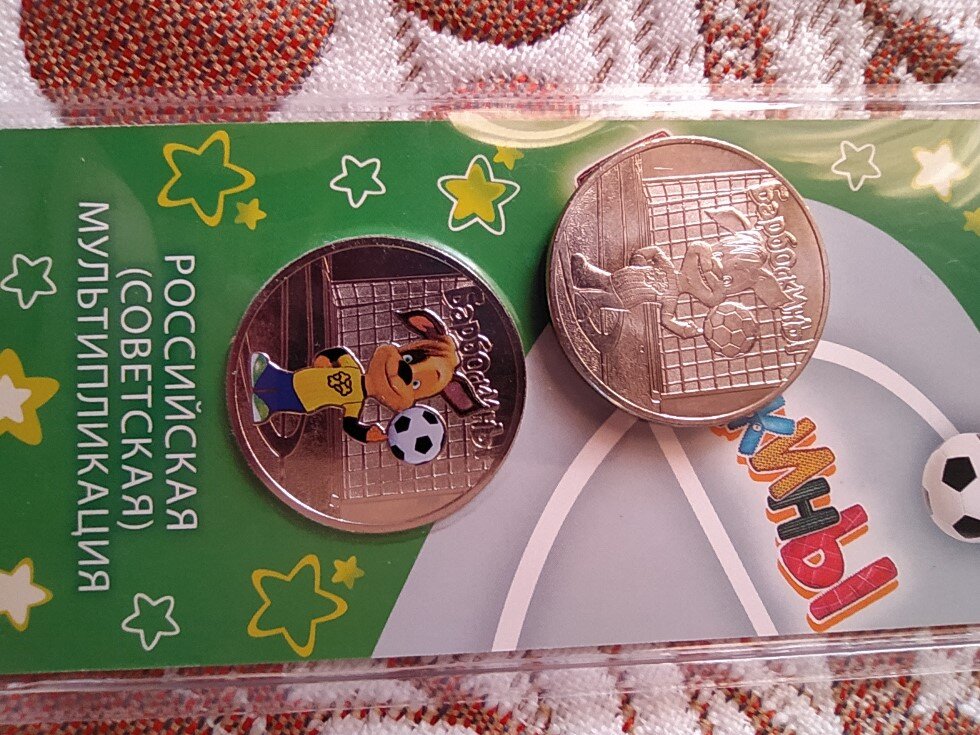 РОССИЙСКАЯ
(СОВЕТСКАЯ)
МУЛЬТИПЛИКАЦИЯ
Барбоскины
Барбоскины
КИНЫ